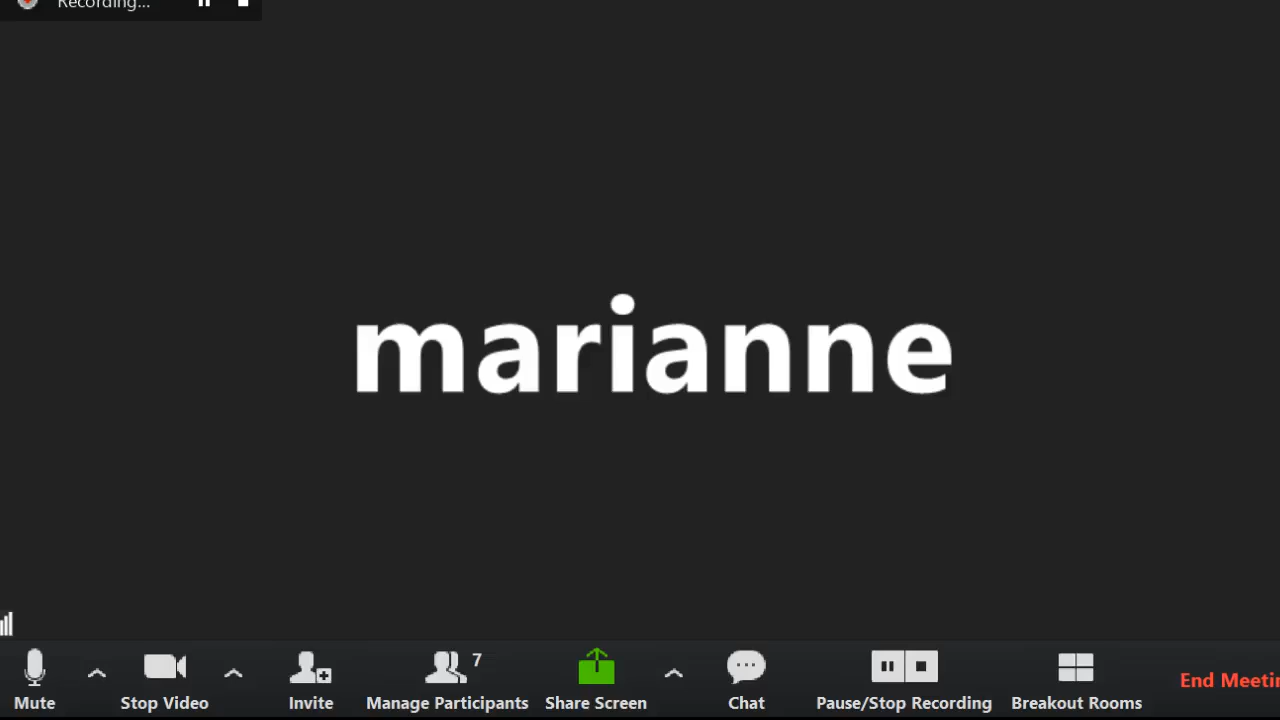 Recording...
marianne
7
Mute
Stop Video
Invite
Manage Participants
Share Screen
Chat
Pause/Stop Recording
Breakout Rooms
End Meetin